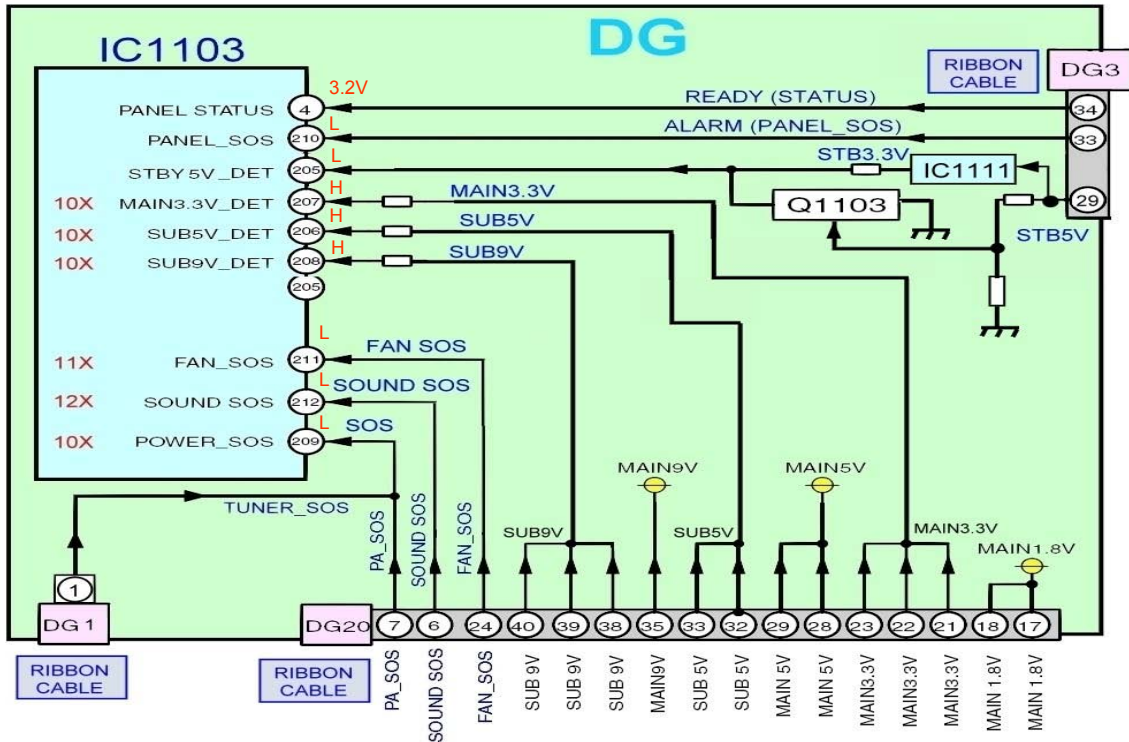 DG
IC1103
RIBBON
CABLE
DG3
3.2V
PANEL STATUS
4
READY (STATUS)
34
L
PANEL_SOS
210
ALARM (PANEL_SOS)
33
L
STBY 5V_DET
205
STB3.3V
IC1111
H
10X
MAIN3.3V_DET
207
MAIN3.3V
Q1103
29
STB5V
H
10X
SUB5V_DET
206
SUB5V
H
10X
SUB9V_DET
208
SUB9V
205
L
11X
FAN_SOS
211
FAN SOS
L
12X
SOUND SOS
212
SOUND SOS
L
10X
POWER_SOS
209
SOS
TUNER_SOS
PA_SOS
SOUND SOS
FAN_SOS
SUB9V
MAIN9V
SUB5V
MAIN5V
MAIN3.3V
MAIN1.8V
1
DG1
RIBBON
CABLE
DG20
7
6
24
40
39
38
35
33
32
29
28
23
22
21
18
17
RIBBON
CABLE
PA_SOS
SOUND SOS
FAN_SOS
SUB 9V
SUB 9V
SUB 9V
MAIN9V
SUB 5V
SUB 5V
MAIN 5V
MAIN 5V
MAIN3.3V
MAIN3.3V
MAIN3.3V
MAIN 1.8V
MAIN 1.8V